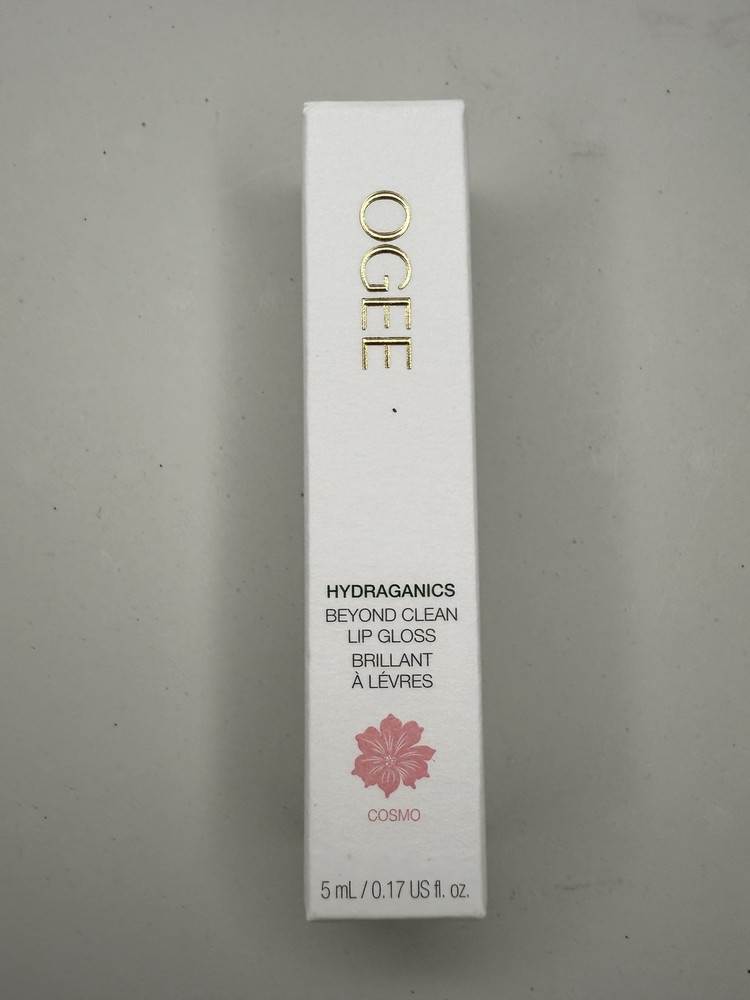 OGEE
HYDRAGANICS
BEYOND CLEAN
LIP GLOSS
BRILLANT
À LÉVRES
COSMO
5 mL / 0.17 US fl. oz.